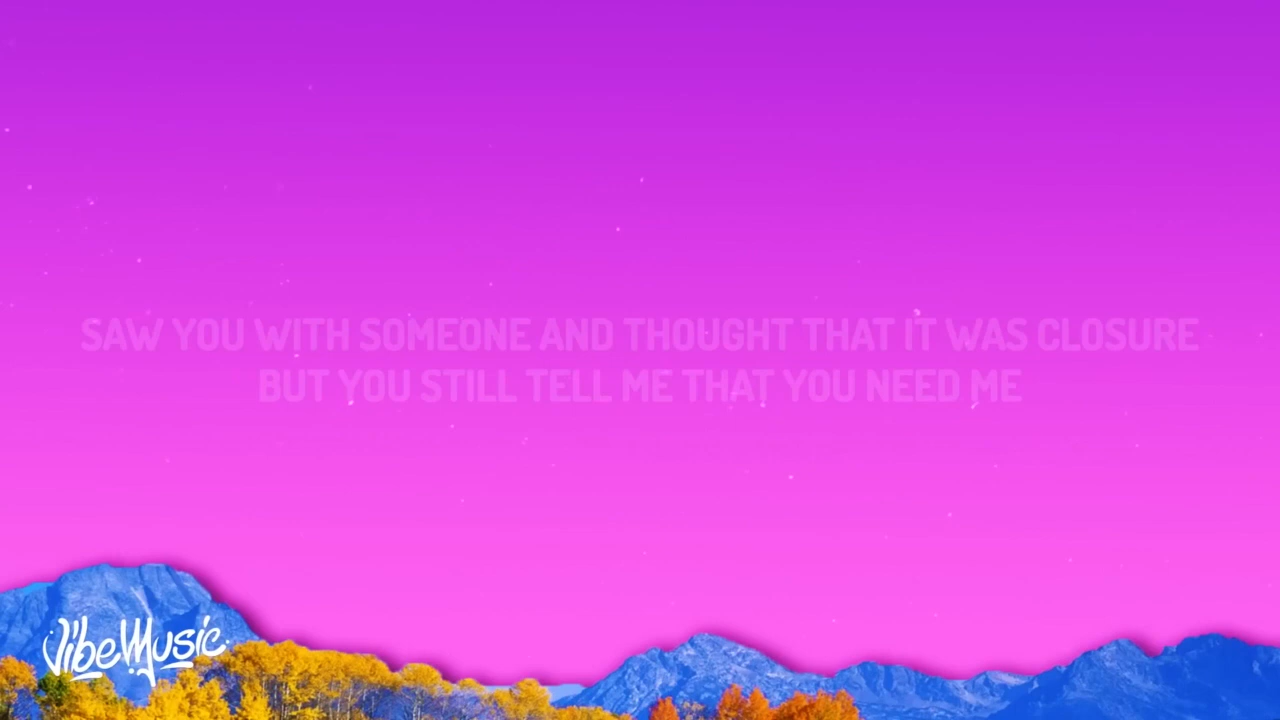 SAW YOU WITH SOMEONE AND THOUGHT THAT IT WAS CLOSURE
BUT YOU STILL TELL ME THAT YOU NEED ME
VibeMusic